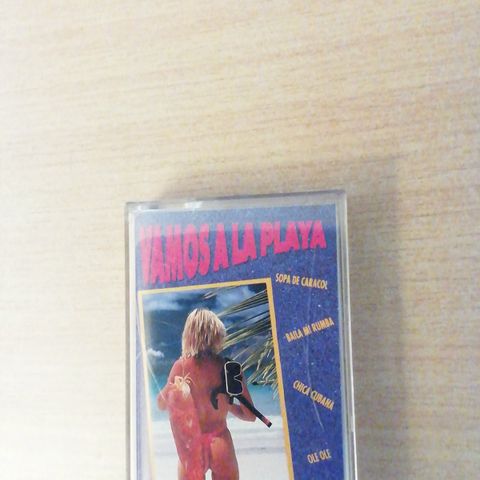 VAMOS A LA PLAYA
SOPA DE CARACOL
BAILA MI RUMBA
CHICA CUBANA
OLE OLE